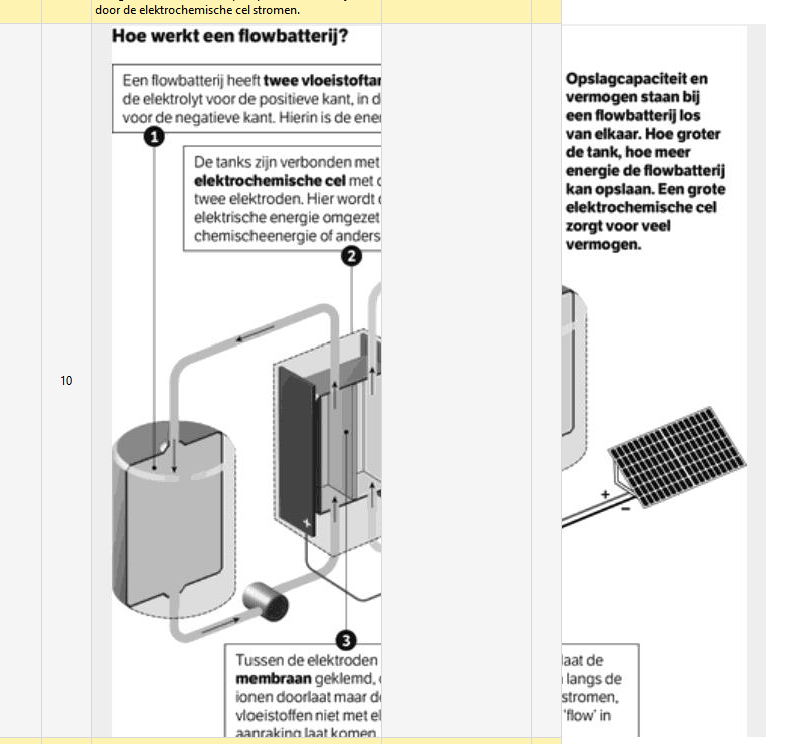 door de elektrochemische cel stromen.
Hoe werkt een flowbatterij?
Een flowbatterij heeft twee vloeistoftar
de elektrolyt voor de positieve kant, in d
voor de negatieve kant. Hierin is de ener
1
De tanks zijn verbonden met
elektrochemische cel met
twee elektroden. Hier wordt
elektrische energie omgezet
chemischeenergie of anders
2
Opslagcapaciteit en
vermogen staan bij
een flowbatterij los
van elkaar. Hoe groter
de tank, hoe meer
energie de flowbatterij
kan opslaan. Een grote
elektrochemische cel
zorgt voor veel
vermogen.
10
+
+
−
3
Tussen de elektroden
membraan geklemd,
ionen doorlaat maar de
vloeistoffen niet met el
aanraking laat komen
laat de
langs de
stromen,
'flow' in